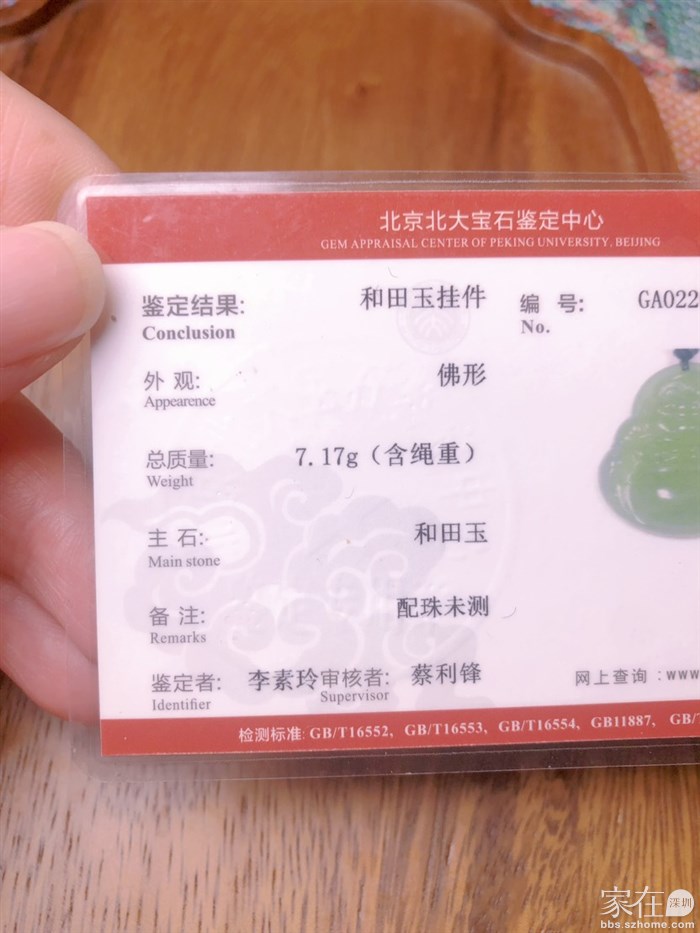 北京北大宝石鉴定中心
GEM APPRAISAL CENTER OF PEKING UNIVERSITY, BEIJING
鉴定结果: 和田玉挂件 编 号: GA022
Conclusion No.
外 观: 佛形
Appearence
总质量: 7.17g（含绳重）
Weight
主 石: 和田玉
Main stone
备 注: 配珠未测
Remarks
鉴定者: 李素玲 审核者: 蔡利锋 网上查询：www
Identifier Supervisor
检测标准: GB/T16552, GB/T16553, GB/T16554, GB11887, GB/
家在 深圳
bbs.szhome.com